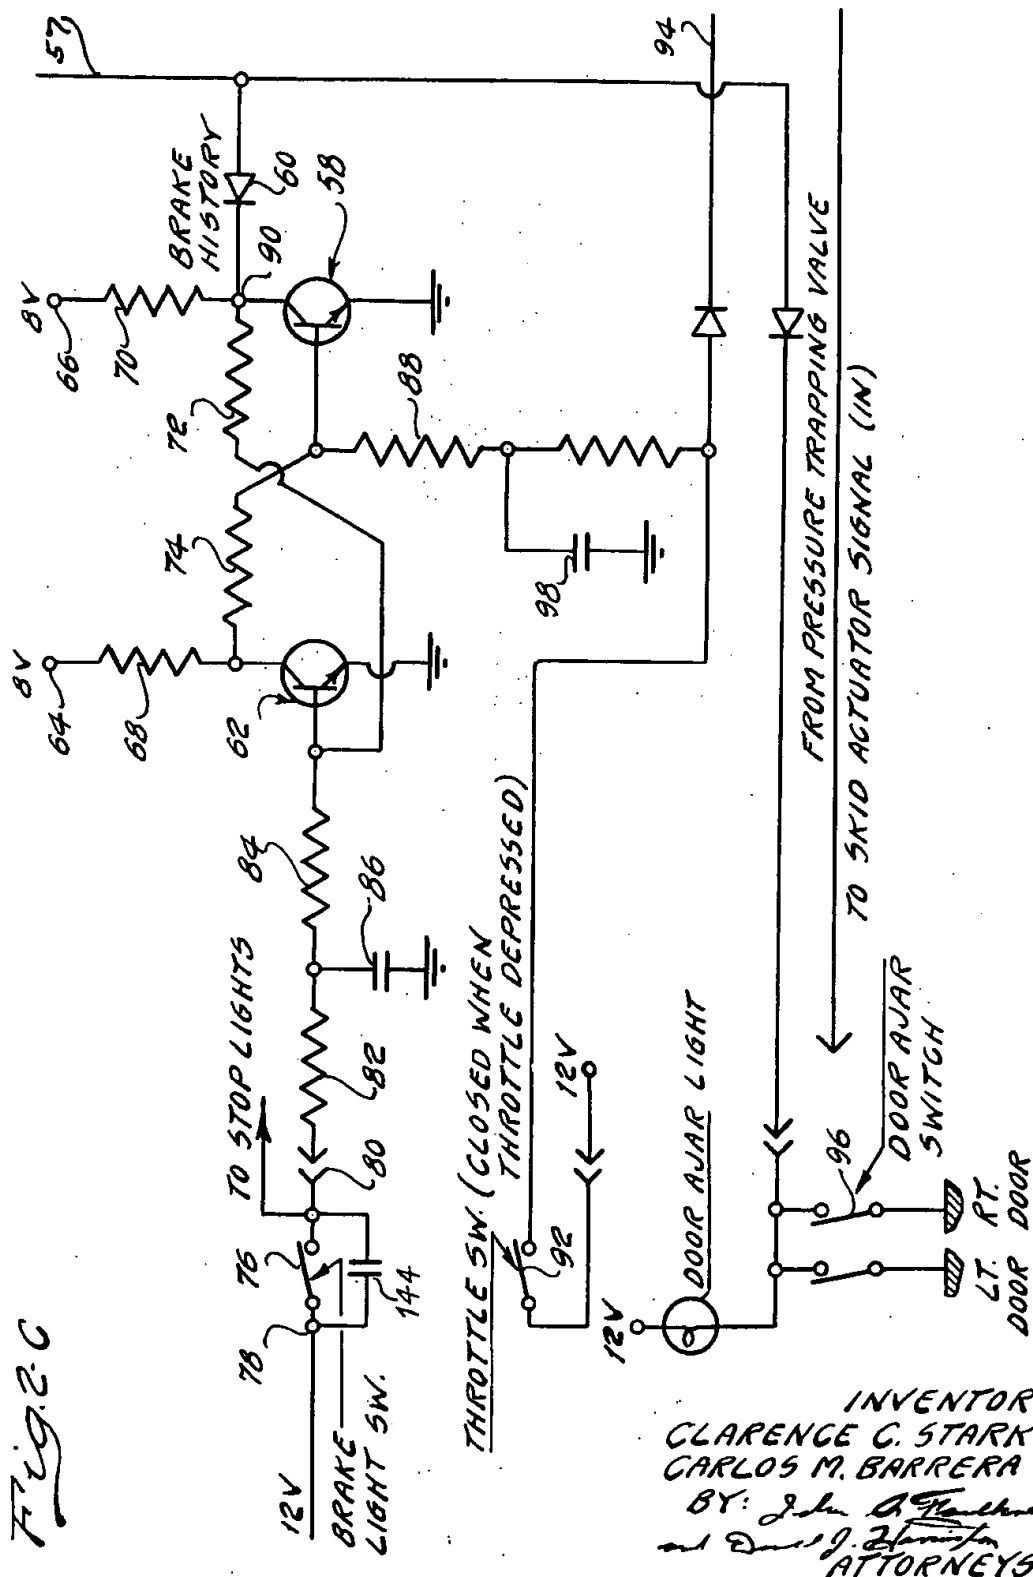 Fig. 2-C
12V
BRAKE
LIGHT SW.
78
76
144
TO STOP LIGHTS
80
82
84
86
8V
64
68
62
74
72
8V
66
70
BRAKE
HISTORY
90
60
57
58
88
98
94
THROTTLE SW. (CLOSED WHEN
THROTTLE DEPRESSED)
92
12V
12V
DOOR AJAR LIGHT
FROM PRESSURE TRAPPING VALVE
TO SKID ACTUATOR SIGNAL (IN)
96
DOOR AJAR
SWITCH
LT.
DOOR
RT.
DOOR
INVENTOR
CLARENCE C. STARK
CARLOS M. BARRERA
BY: John
and
ATTORNEYS